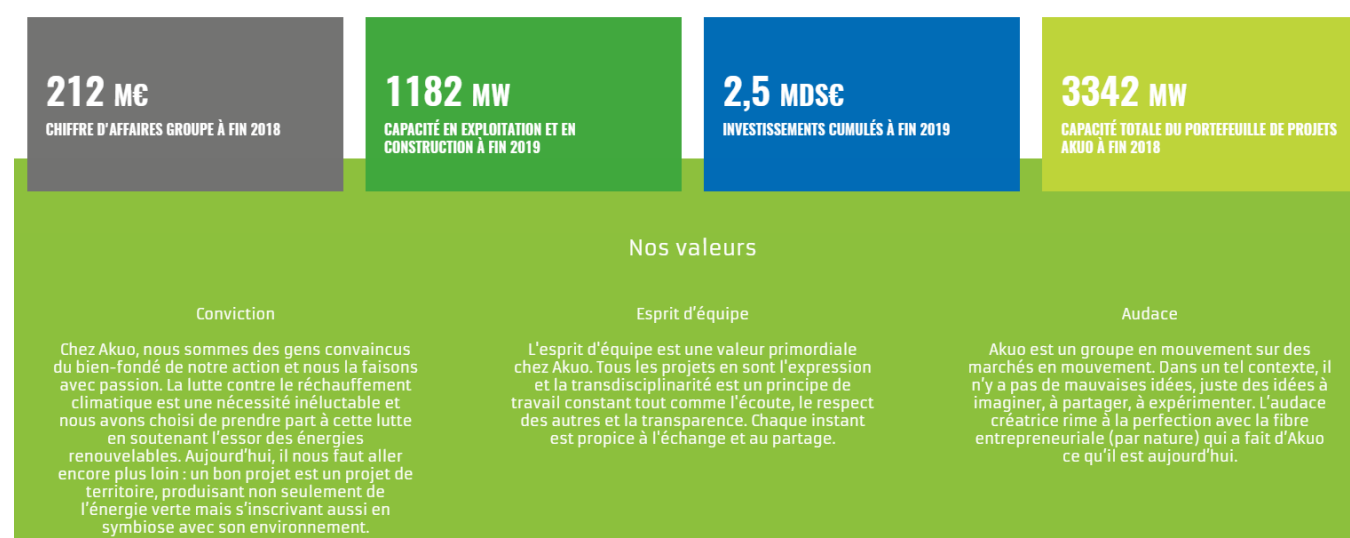 212 M€
CHIFFRE D'AFFAIRES GROUPE À FIN 2018
1182 MW
CAPACITÉ EN EXPLOITATION ET EN
CONSTRUCTION À FIN 2019
2,5 MDS€
INVESTISSEMENTS CUMULÉS À FIN 2019
3342 MW
CAPACITÉ TOTALE DU PORTEFEUILLE DE PROJETS
AKUO À FIN 2018
Nos valeurs
Conviction
Chez Akuo, nous sommes des gens convaincus
du bien-fondé de notre action et nous la faisons
avec passion. La lutte contre le réchauffement
climatique est une nécessité inéluctable et
nous avons choisi de prendre part à cette lutte
en soutenant l’essor des énergies
renouvelables. Aujourd’hui, il nous faut aller
encore plus loin : un bon projet est un projet de
territoire, produisant non seulement de
l’énergie verte mais s’inscrivant aussi en
symbiose avec son environnement.
Esprit d’équipe
L'esprit d'équipe est une valeur primordiale
chez Akuo. Tous les projets en sont l'expression
et la transdisciplinarité est un principe de
travail constant tout comme l'écoute, le respect
des autres et la transparence. Chaque instant
est propice à l'échange et au partage.
Audace
Akuo est un groupe en mouvement sur des
marchés en mouvement. Dans un tel contexte, il
n’y a pas de mauvaises idées, juste des idées à
imaginer, à partager, à expérimenter. L’audace
créatrice rime à la perfection avec la fibre
entrepreneuriale (par nature) qui a fait d’Akuo
ce qu’il est aujourd’hui.